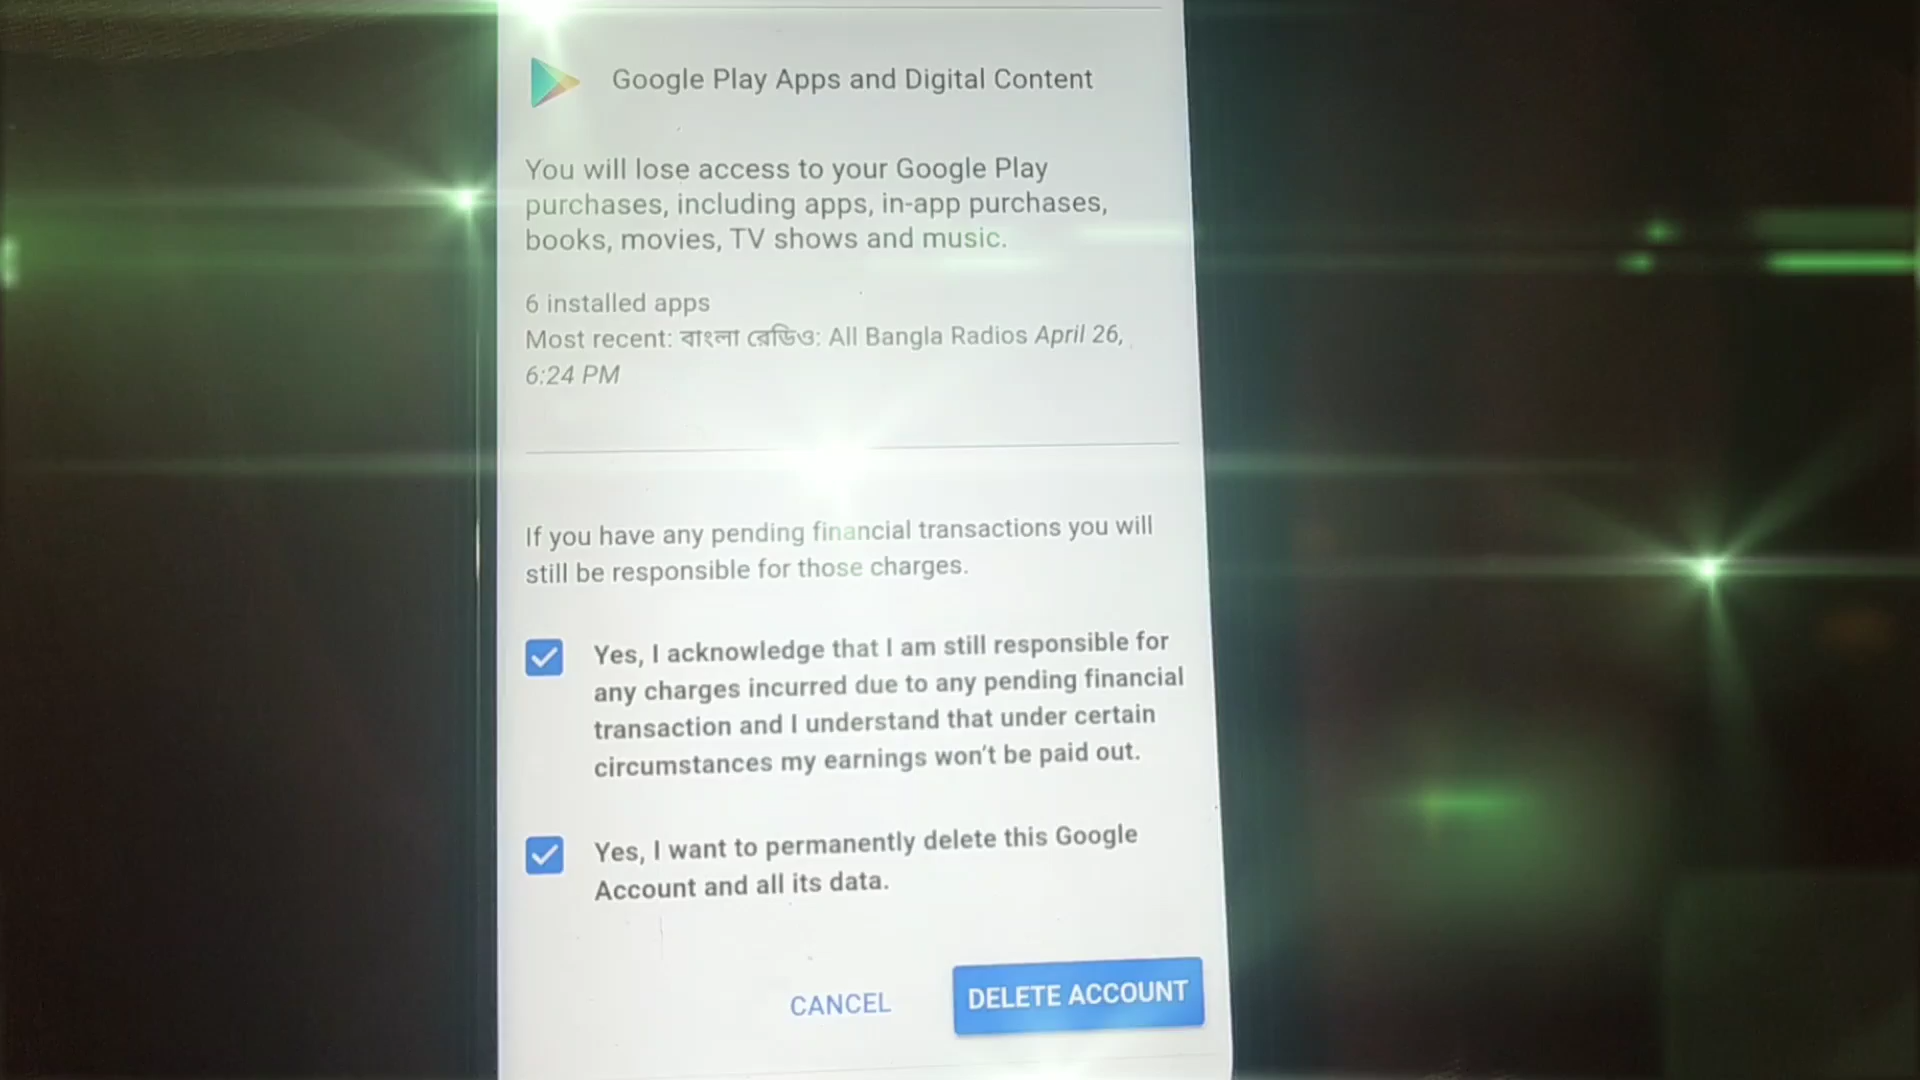 Google Play Apps and Digital Content
You will lose access to your Google Play
purchases, including apps, in-app purchases,
books, movies, TV shows and music.
6 installed apps
Most recent: বাংলা রেডিও: All Bangla Radios April 26,
6:24 PM
If you have any pending financial transactions you will
still be responsible for those charges.
Yes, I acknowledge that I am still responsible for
any charges incurred due to any pending financial
transaction and I understand that under certain
circumstances my earnings won't be paid out.
Yes, I want to permanently delete this Google
Account and all its data.
CANCEL
DELETE ACCOUNT